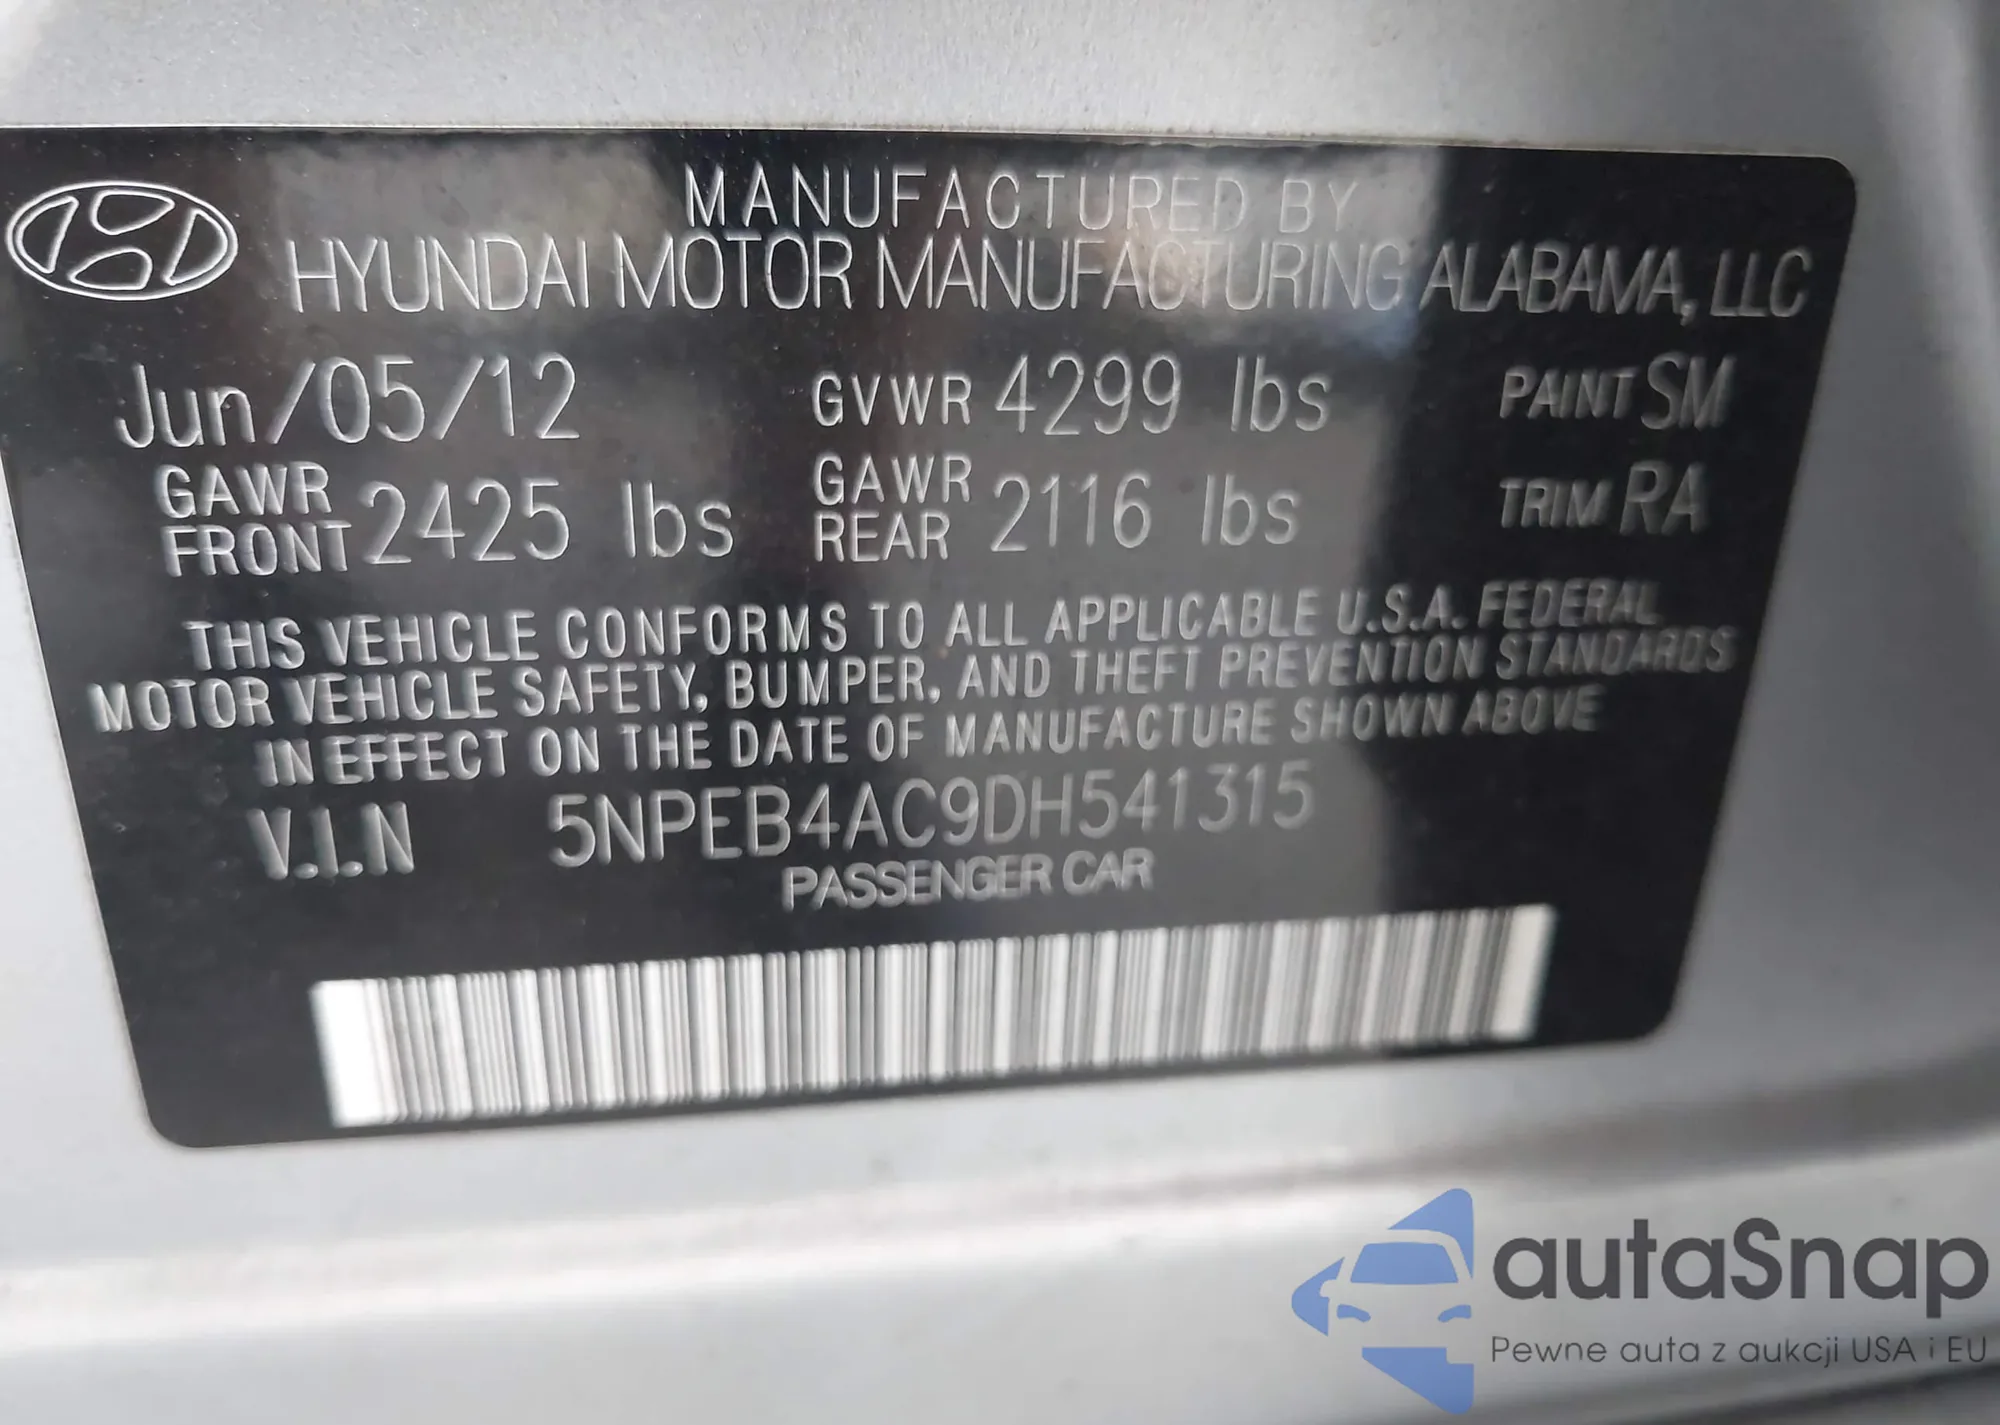 MANUFACTURED BY
HYUNDAI MOTOR MANUFACTURING ALABAMA, LLC
Jun/05/12 GVWR 4299 lbs PAINT SM
GAWR FRONT 2425 lbs GAWR REAR 2116 lbs TRIM RA
THIS VEHICLE CONFORMS TO ALL APPLICABLE U.S.A. FEDERAL
MOTOR VEHICLE SAFETY, BUMPER, AND THEFT PREVENTION STANDARDS
IN EFFECT ON THE DATE OF MANUFACTURE SHOWN ABOVE
V.I.N 5NPEB4AC9DH541315
PASSENGER CAR
autaSnap
Pewne auta z aukcji USA i EU